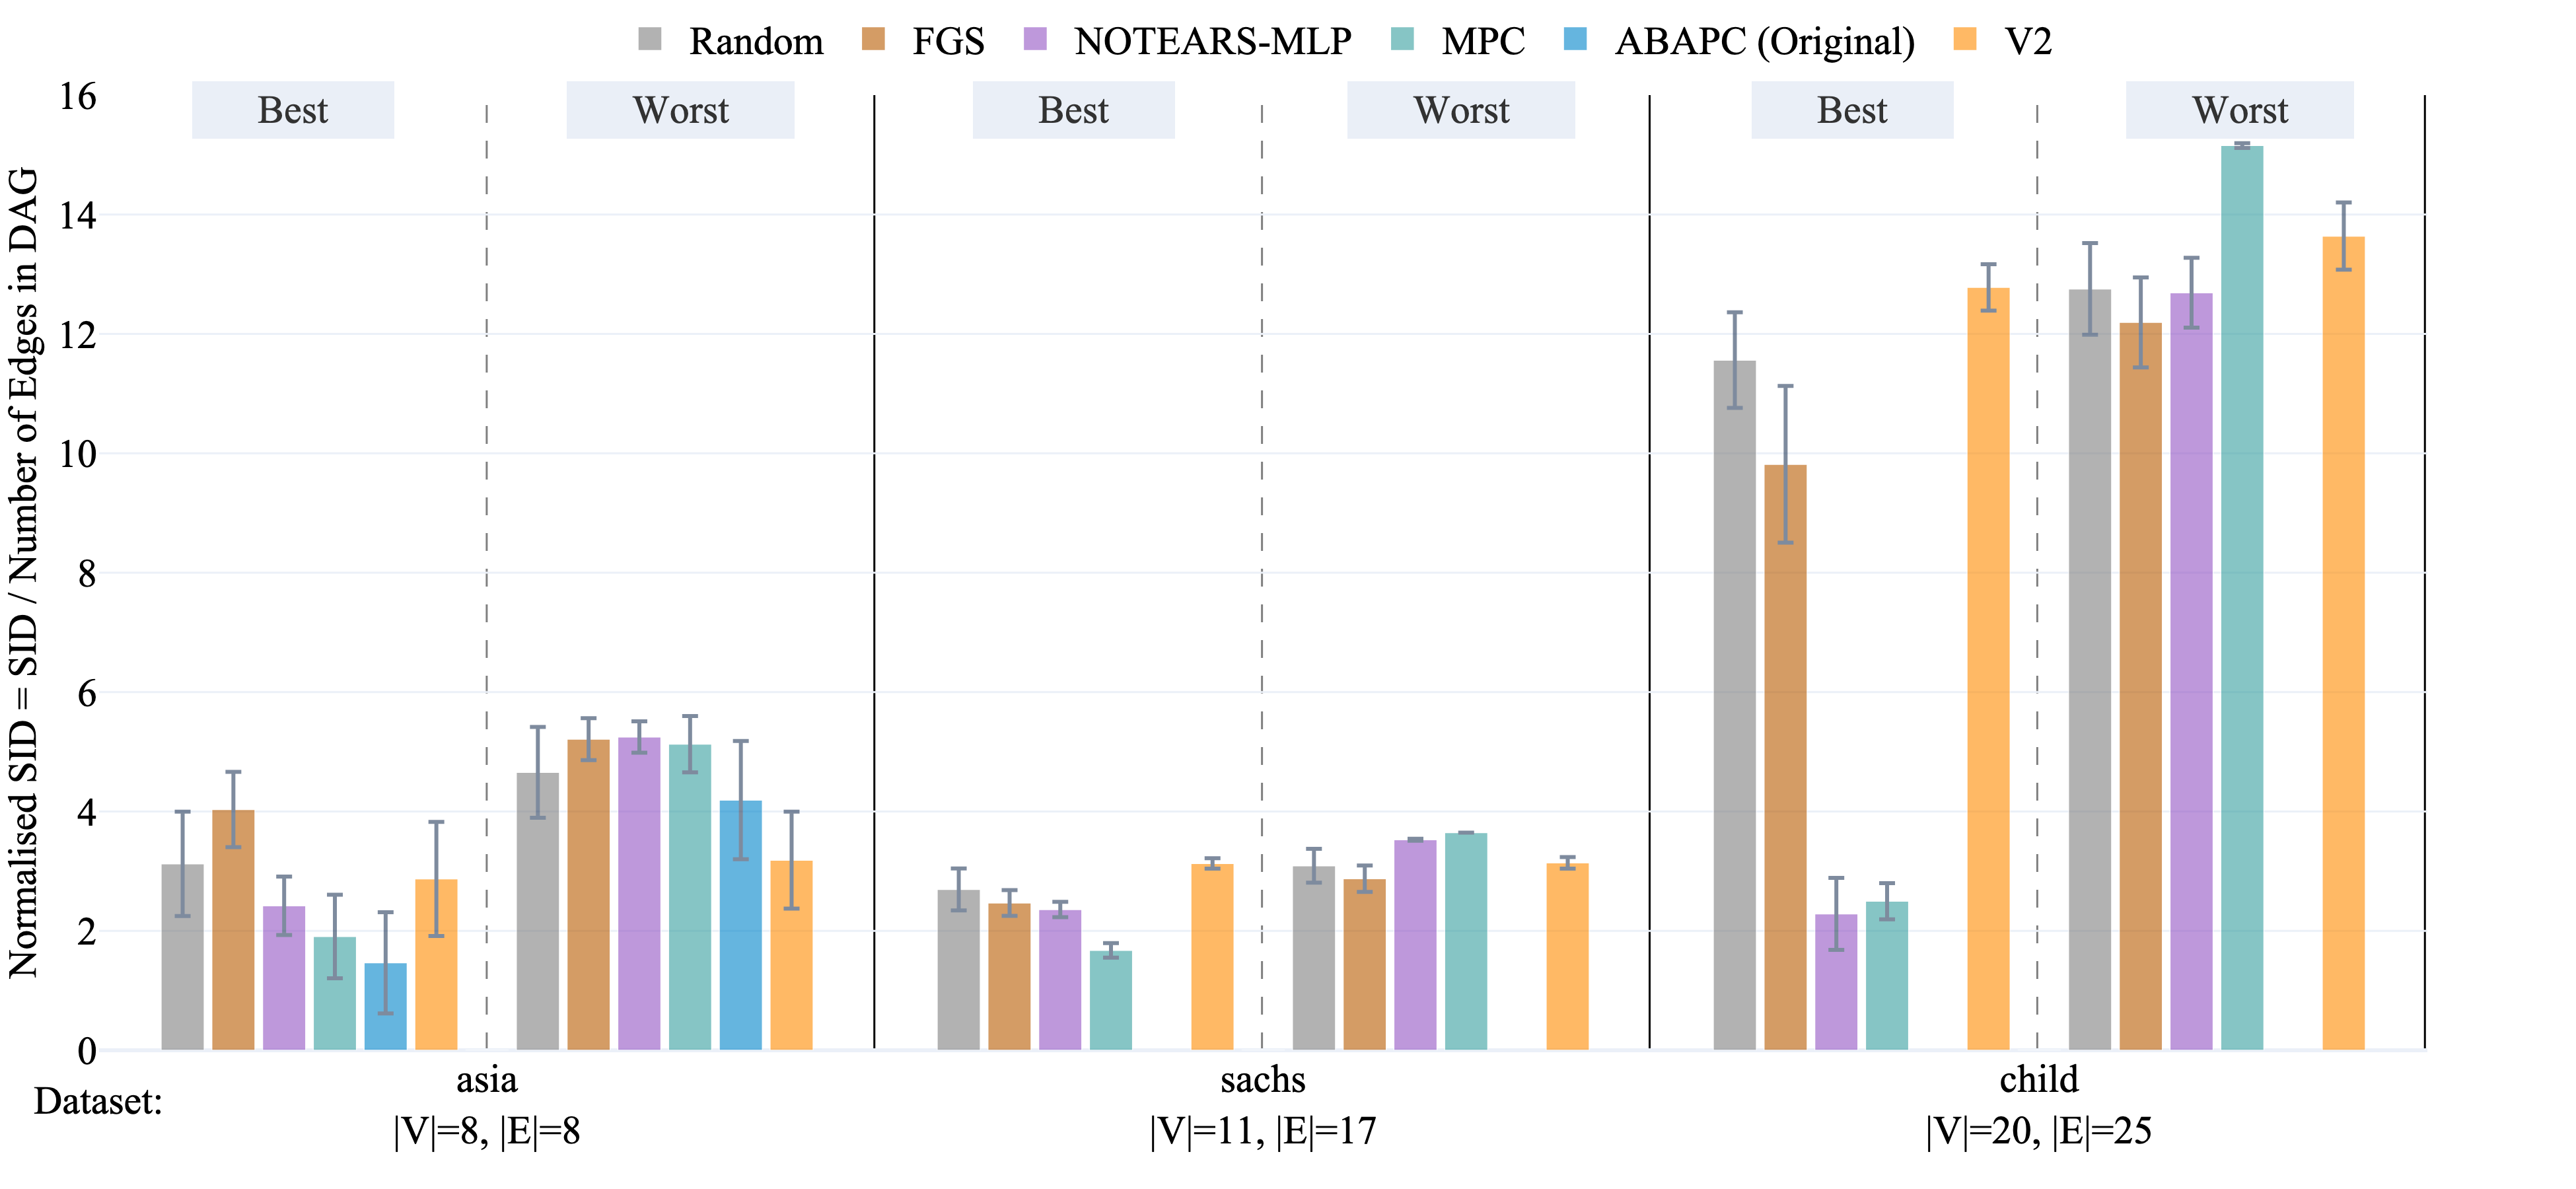 Random FGS NOTEARS-MLP MPC ABAPC (Original) V2
Best Worst Best Worst Best Worst
Normalised SID = SID / Number of Edges in DAG
16
14
12
10
8
6
4
2
0
asia sachs child
Dataset:
|V|=8, |E|=8 |V|=11, |E|=17 |V|=20, |E|=25